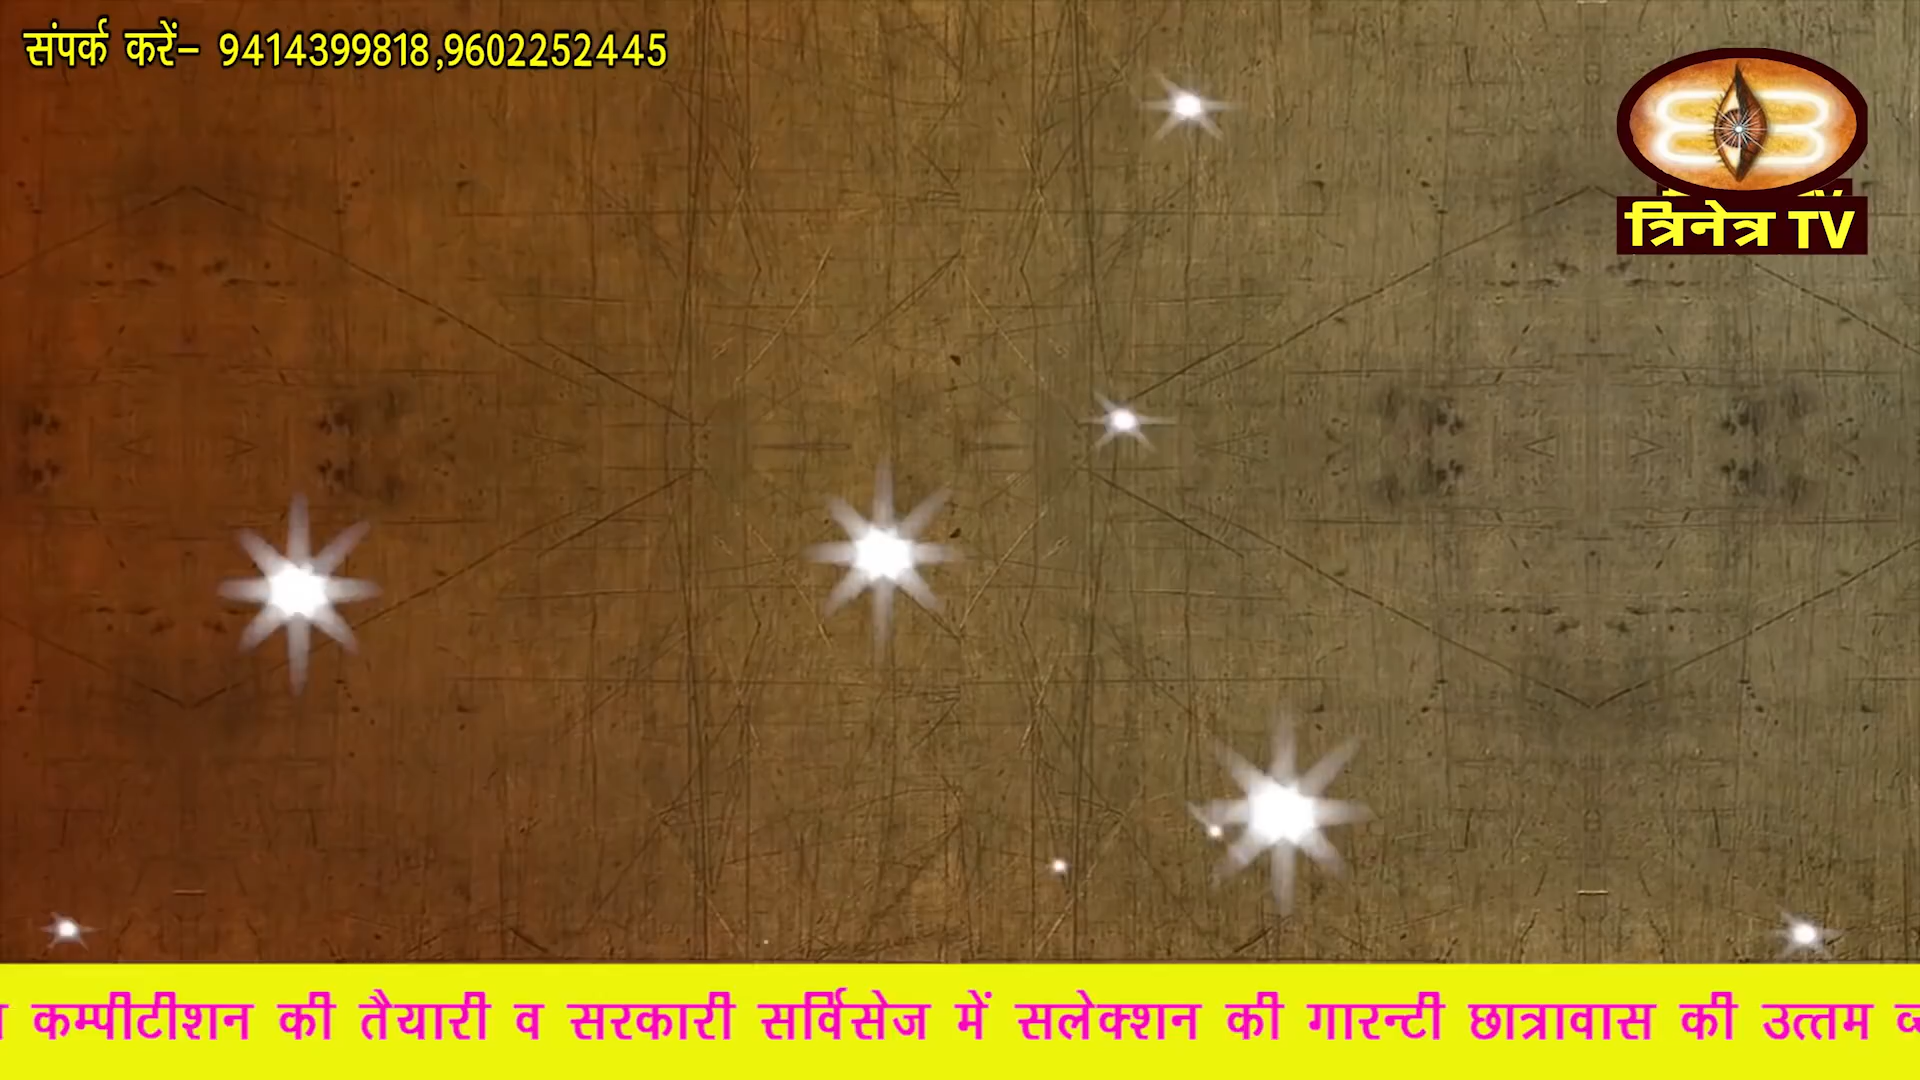 संपर्क करें- 9414399818,9602252445
त्रिनेत्र TV
कम्पीटीशन की तैयारी व सरकारी सर्विसेज में सलेक्शन की गारन्टी छात्रावास की उत्तम